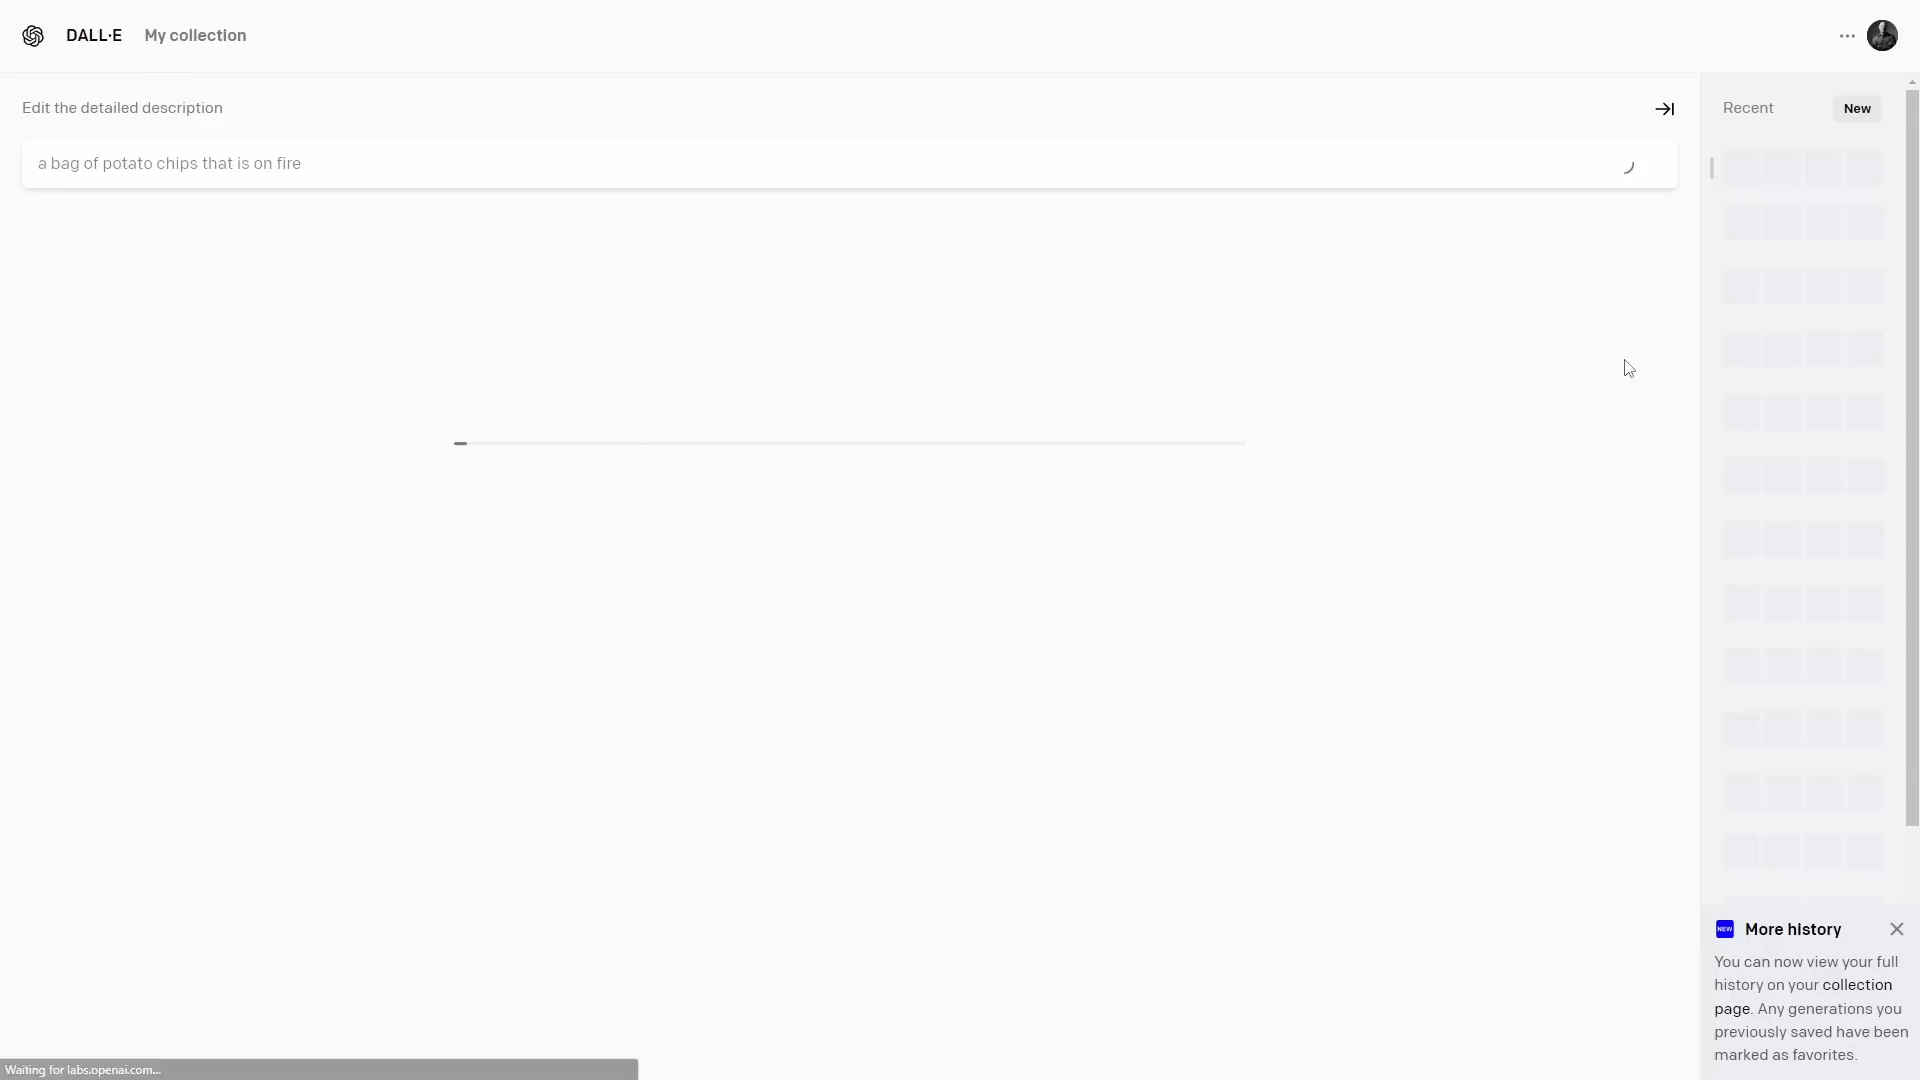 DALL·E My collection
Edit the detailed description
Recent New
a bag of potato chips that is on fire
NEW More history
You can now view your full
history on your collection
page. Any generations you
previously saved have been
marked as favorites.
Waiting for labs.openai.com...